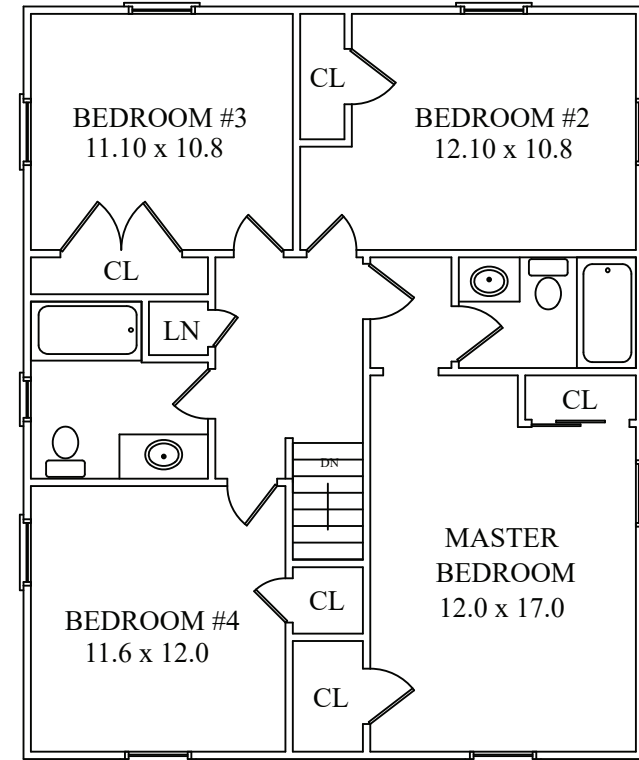 CL
BEDROOM #3
11.10 x 10.8
BEDROOM #2
12.10 x 10.8
CL
LN
CL
DN
MASTER
BEDROOM
12.0 x 17.0
CL
BEDROOM #4
11.6 x 12.0
CL